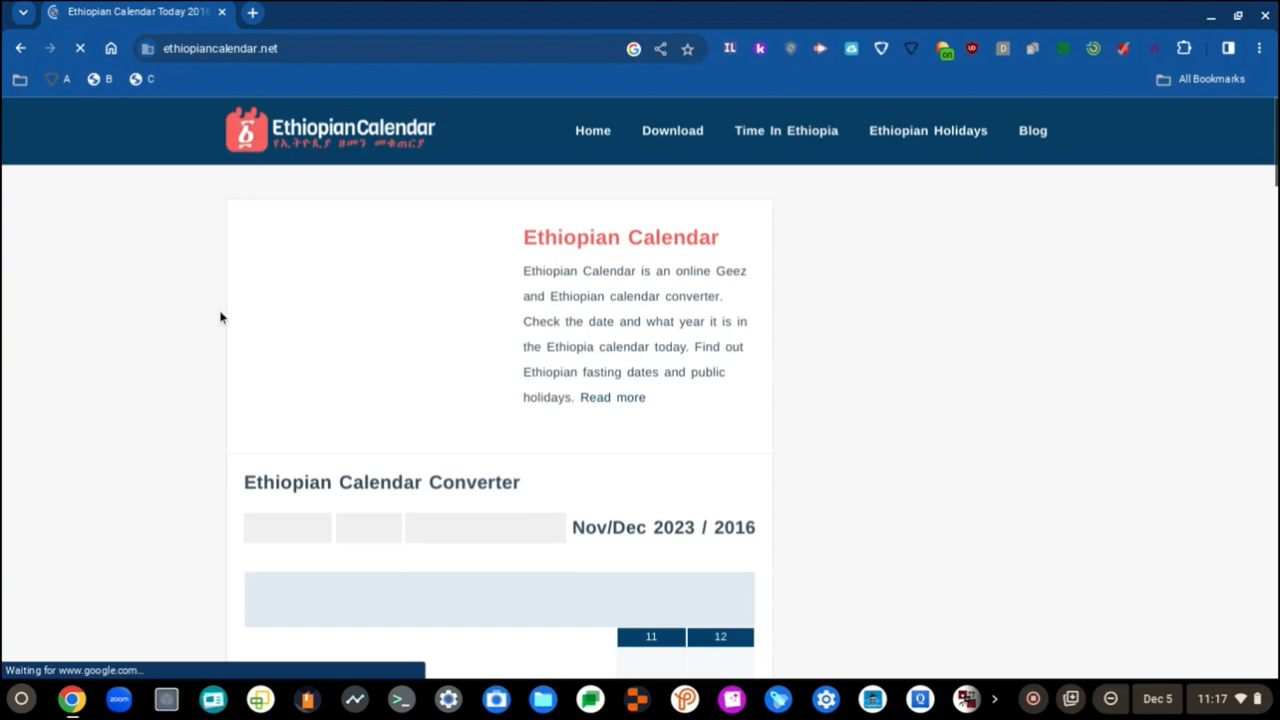 Ethiopian Calendar Today 201
ethiopiancalendar.net
A
B
C
All Bookmarks
EthiopianCalendar
የኢትዮጲያ ዘመን መቁጠርያ
Home
Download
Time In Ethiopia
Ethiopian Holidays
Blog
Ethiopian Calendar
Ethiopian Calendar is an online Geez
and Ethiopian calendar converter.
Check the date and what year it is in
the Ethiopia calendar today. Find out
Ethiopian fasting dates and public
holidays. Read more
Ethiopian Calendar Converter
Nov/Dec 2023 / 2016
11
12
Waiting for www.google.com...
Dec 5
11:17